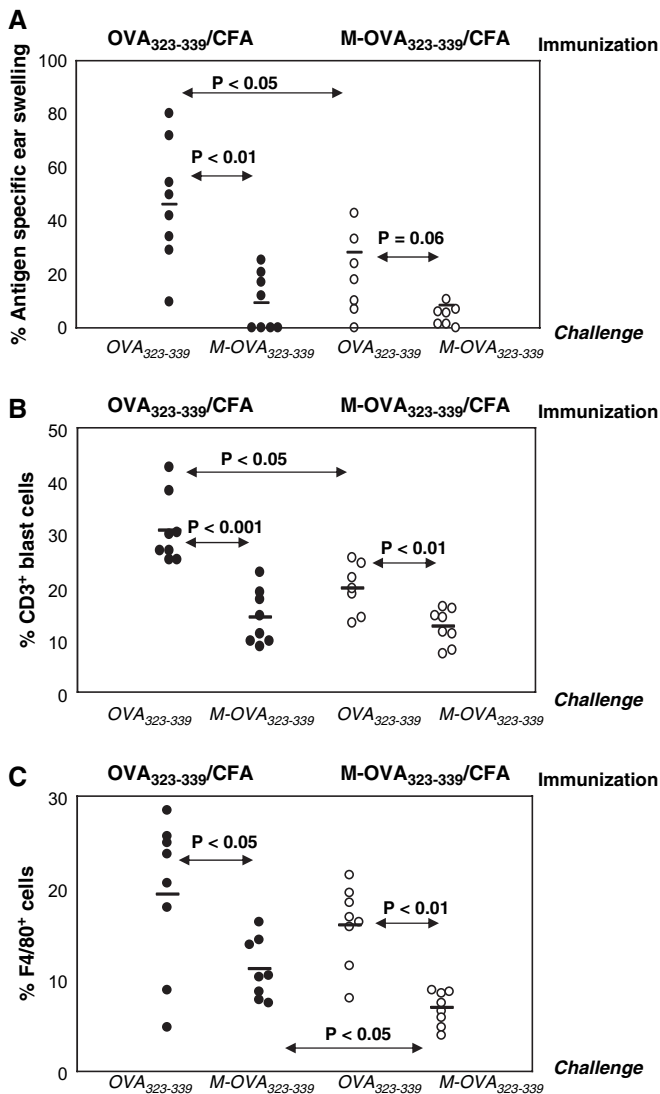 A
OVA323-339/CFA M-OVA323-339/CFA Immunization
% Antigen specific ear swelling
100
80
60
40
20
0
P < 0.05
P < 0.01
P = 0.06
OVA323-339 M-OVA323-339 OVA323-339 M-OVA323-339 Challenge
B
OVA323-339/CFA M-OVA323-339/CFA Immunization
% CD3+ blast cells
50
40
30
20
10
0
P < 0.05
P < 0.001
P < 0.01
OVA323-339 M-OVA323-339 OVA323-339 M-OVA323-339 Challenge
C
OVA323-339/CFA M-OVA323-339/CFA Immunization
% F4/80+ cells
30
20
10
0
P < 0.05
P < 0.01
P < 0.05
OVA323-339 M-OVA323-339 OVA323-339 M-OVA323-339 Challenge